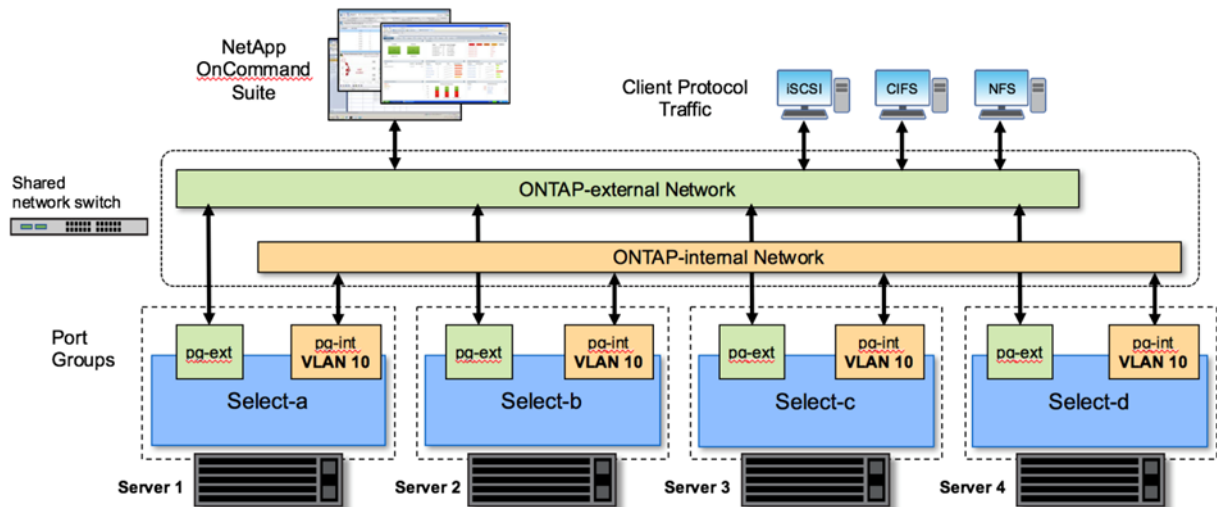 NetApp
OnCommand
Suite
Client Protocol
Traffic
iSCSI
CIFS
NFS
Shared
network switch
ONTAP-external Network
ONTAP-internal Network
Port
Groups
pg-ext
pg-int
VLAN 10
pg-ext
pg-int
VLAN 10
pg-ext
pg-int
VLAN 10
pg-ext
pg-int
VLAN 10
Select-a
Select-b
Select-c
Select-d
Server 1
Server 2
Server 3
Server 4